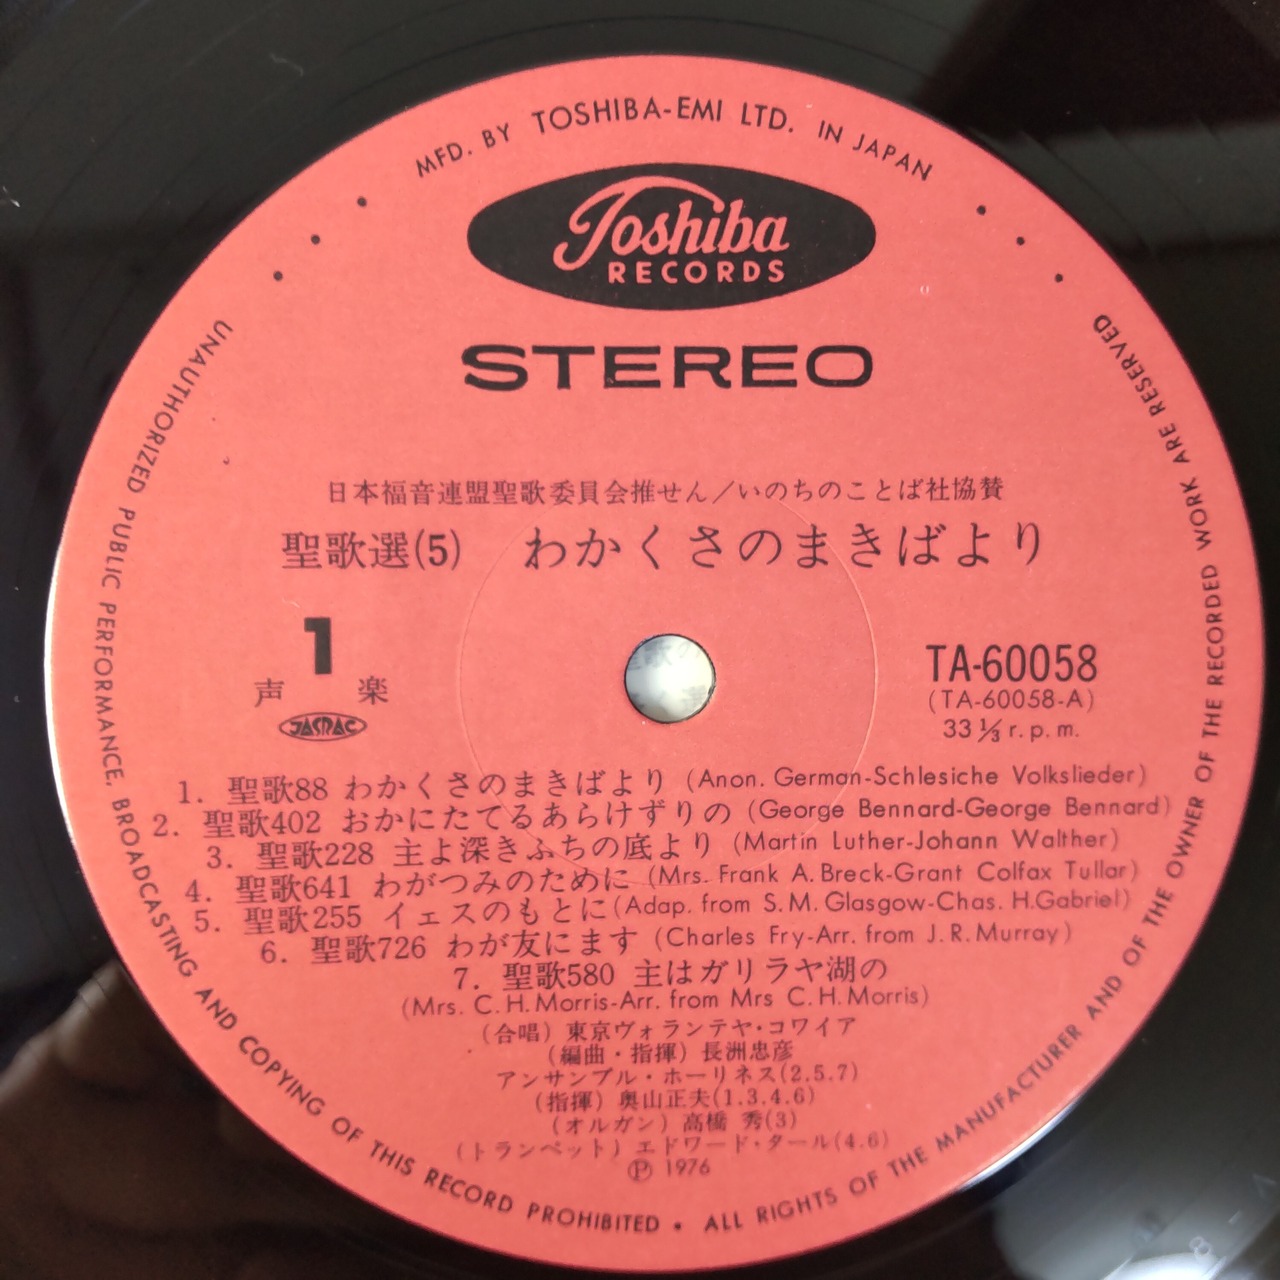 MFD. BY TOSHIBA-EMI LTD. IN JAPAN
Toshiba
RECORDS
STEREO
日本福音連盟聖歌委員会推せん／いのちのことば社協賛
聖歌選(5) わかくさのまきばより
1
声 楽
JASRAC
TA-60058
(TA-60058-A)
33 1/3 r.p.m.
1. 聖歌88 わかくさのまきばより (Anon. German-Schlesiche Volkslieder)
2. 聖歌402 おかにたてるあらけずりの (George Bennard-George Bennard)
3. 聖歌228 主よ深きふちの底より (Martin Luther-Johann Walther)
4. 聖歌641 わがつみのために (Mrs. Frank A. Breck-Grant Colfax Tullar)
5. 聖歌255 イェスのもとに (Adap. from S.M. Glasgow-Chas. H.Gabriel)
6. 聖歌726 わが友にます (Charles Fry-Arr. from J.R. Murray)
7. 聖歌580 主はガリラヤ湖の
(Mrs. C.H.Morris-Arr. from Mrs C.H.Morris)
(合唱) 東京ヴォランテヤ・コワイア
(編曲・指揮) 長洲忠彦
アンサンブル・ホーリネス(2.5.7)
(指揮) 奥山正夫(1.3.4.6)
(オルガン) 高橋 秀(3)
(トランペット) エドワード・タール(4.6)
Ⓟ 1976
UNAUTHORIZED PUBLIC PERFORMANCE, BROADCASTING AND COPYING OF THIS RECORD PROHIBITED • ALL RIGHTS OF THE MANUFACTURER AND OF THE OWNER OF THE RECORDED WORK ARE RESERVED